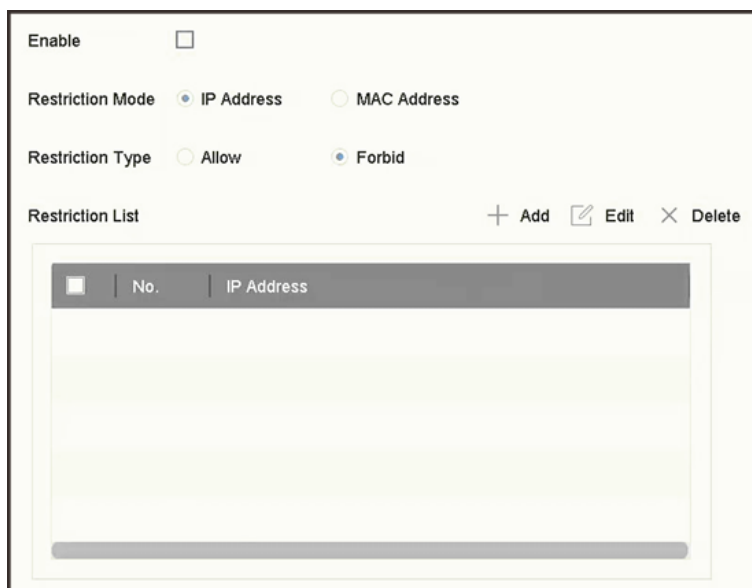 Enable
Restriction Mode IP Address MAC Address
Restriction Type Allow Forbid
Restriction List Add Edit Delete
No. IP Address